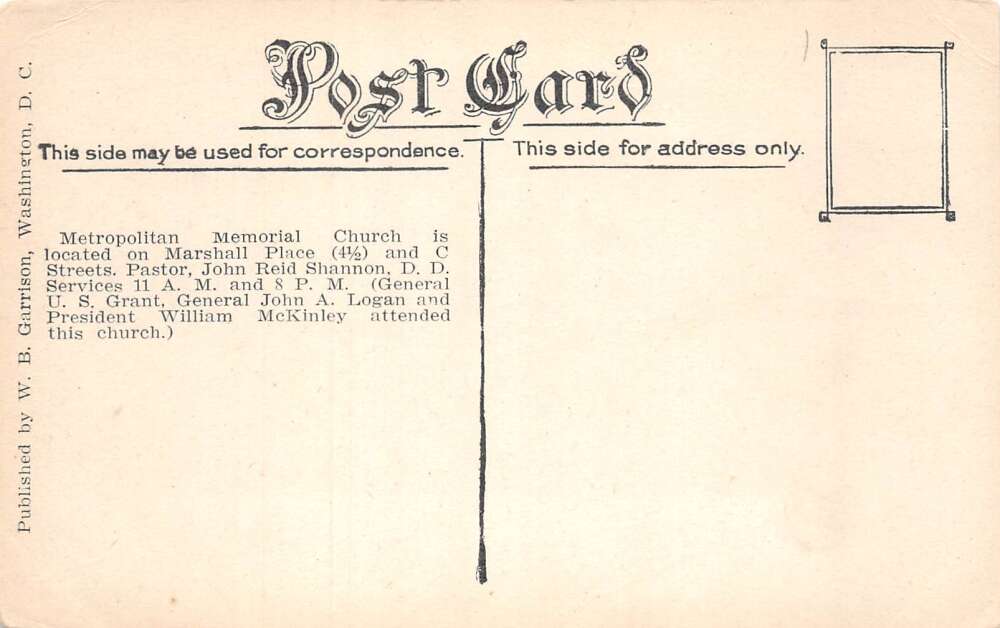 Post Card
This side may be used for correspondence.
This side for address only.
Metropolitan Memorial Church is
located on Marshall Place (4½) and C
Streets. Pastor, John Reid Shannon, D. D.
Services 11 A. M. and 8 P. M. (General
U. S. Grant, General John A. Logan and
President William McKinley attended
this church.)
Published by W. B. Garrison, Washington, D. C.